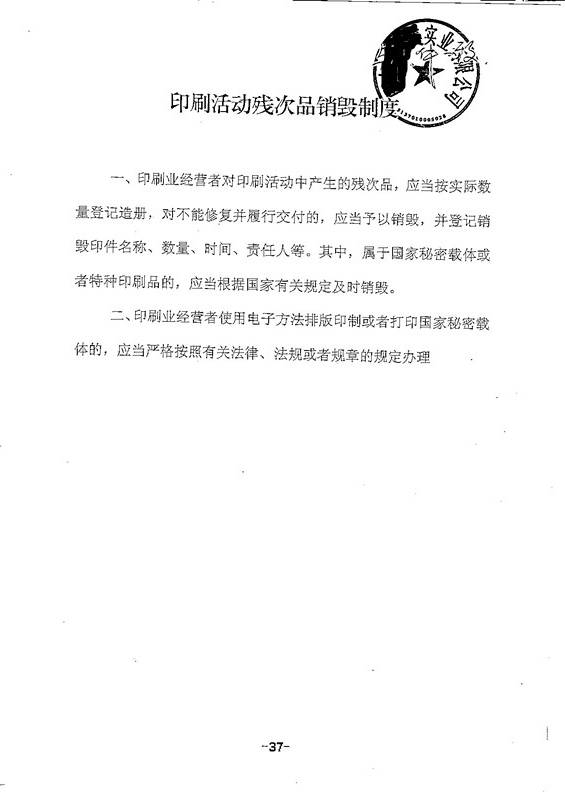 实业
限公司
3137010005038
印刷活动残次品销毁制度
一、印刷业经营者对印刷活动中产生的残次品，应当按实际数
量登记造册，对不能修复并履行交付的，应当予以销毁，并登记销
毁印件名称、数量、时间、责任人等。其中，属于国家秘密载体或
者特种印刷品的，应当根据国家有关规定及时销毁。
二、印刷业经营者使用电子方法排版印制或者打印国家秘密载
体的，应当严格按照有关法律、法规或者规章的规定办理
-37-